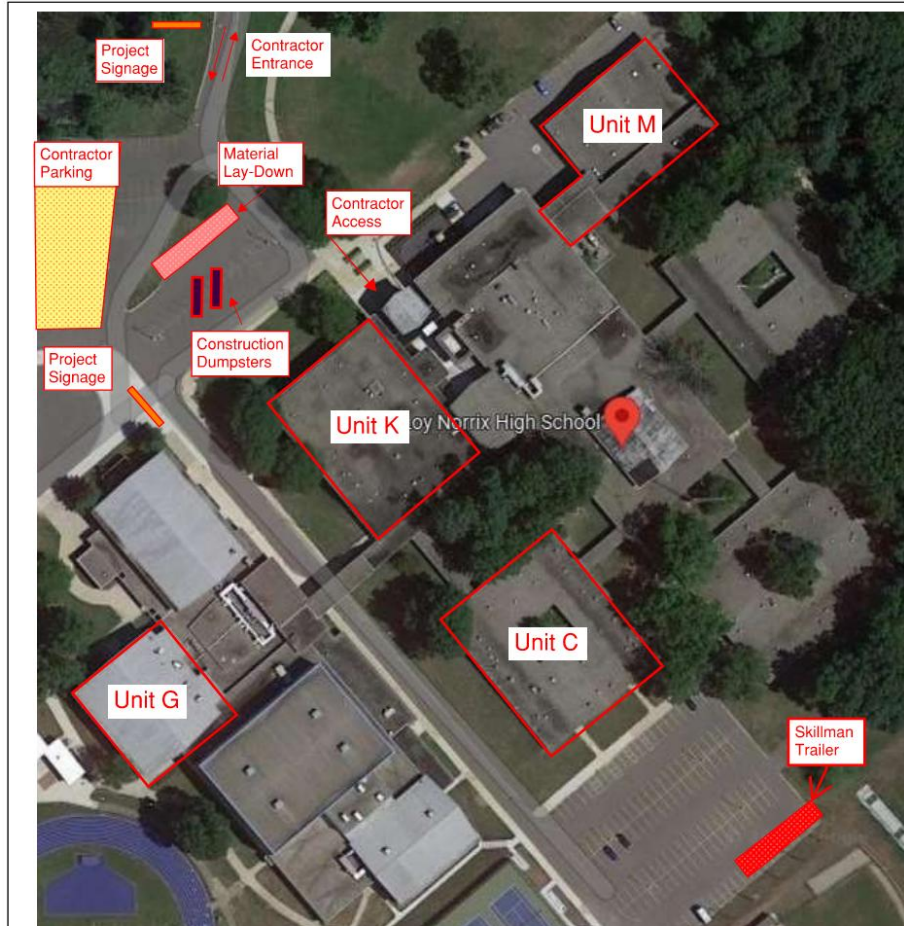 Project
Signage
Contractor
Entrance
Unit M
Contractor
Parking
Material
Lay-Down
Contractor
Access
Construction
Dumpsters
Project
Signage
Unit K
Loy Norrix High School
Unit C
Unit G
Skillman
Trailer